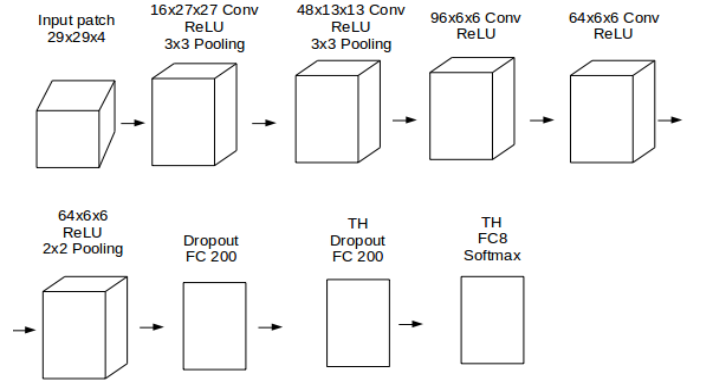 Input patch
29x29x4
16x27x27 Conv
ReLU
3x3 Pooling
48x13x13 Conv
ReLU
3x3 Pooling
96x6x6 Conv
ReLU
64x6x6 Conv
ReLU
64x6x6
ReLU
2x2 Pooling
Dropout
FC 200
TH
Dropout
FC 200
TH
FC8
Softmax